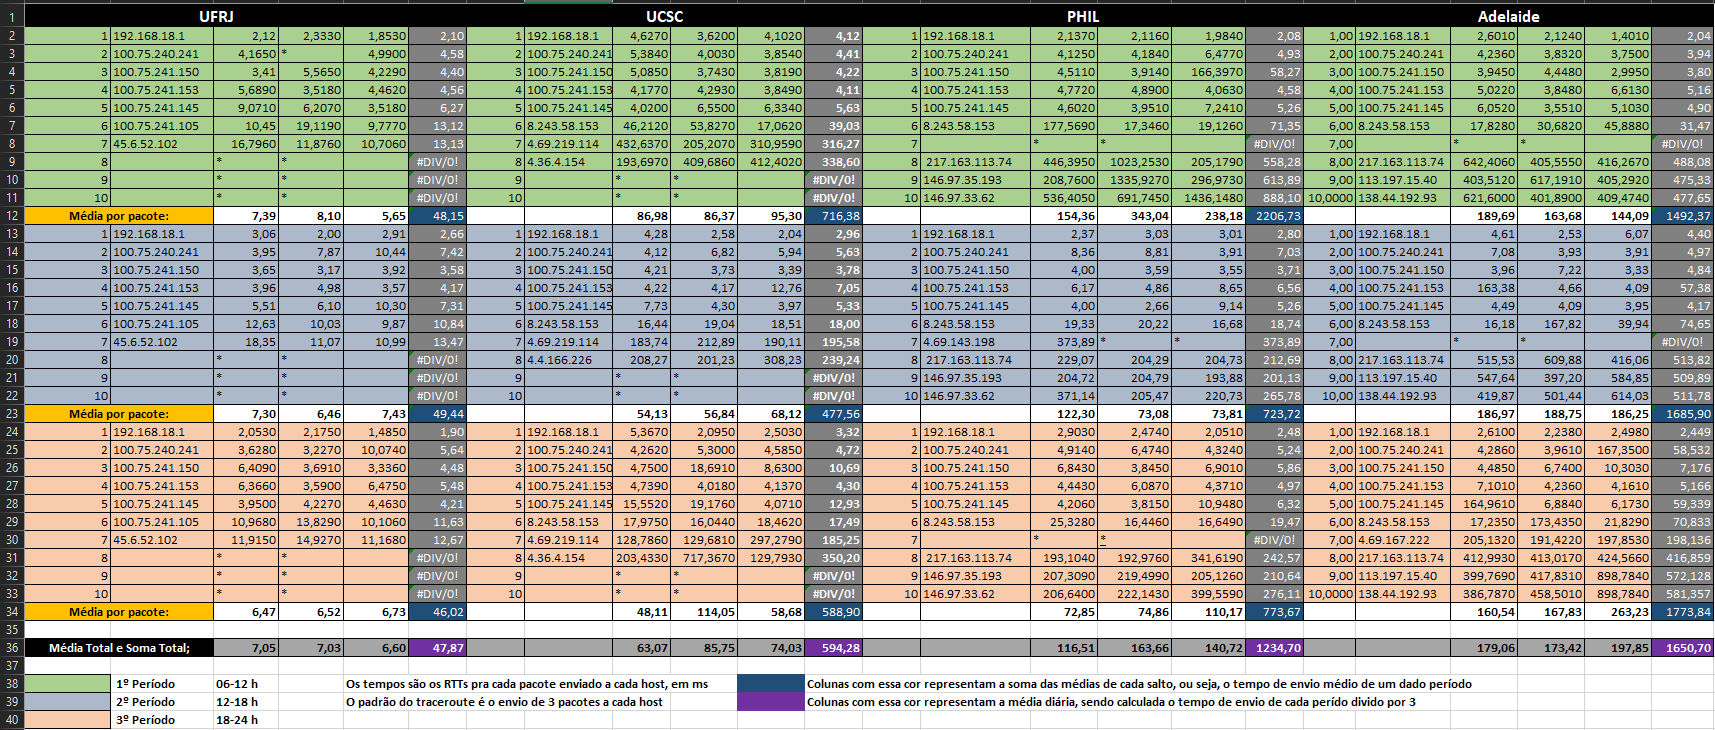 1 UFRJ UCSC PHIL Adelaide
2 1 192.168.18.1 2,12 2,3330 1,8530 2,10 1 192.168.18.1 4,6270 3,6200 4,1020 4,12 1 192.168.18.1 2,1370 2,1160 1,9840 2,08 1,00 192.168.18.1 2,6010 2,1240 1,4010 2,04
3 2 100.75.240.241 4,1650 * 4,9900 4,58 2 100.75.240.241 5,3840 4,0030 3,8540 4,41 2 100.75.240.241 4,1250 4,1840 6,4770 4,93 2,00 100.75.240.241 4,2360 3,8320 3,7500 3,94
4 3 100.75.241.150 3,41 5,5650 4,2290 4,40 3 100.75.241.150 5,0850 3,7430 3,8190 4,22 3 100.75.241.150 4,5110 3,9140 166,3970 58,27 3,00 100.75.241.150 3,9450 4,4480 2,9950 3,80
5 4 100.75.241.153 5,6890 3,5180 4,4620 4,56 4 100.75.241.153 4,1770 4,2930 3,8490 4,11 4 100.75.241.153 4,7720 4,8900 4,0630 4,58 4,00 100.75.241.153 5,0220 3,8480 6,6130 5,16
6 5 100.75.241.145 9,0710 6,2070 3,5180 6,27 5 100.75.241.145 4,0200 6,5500 6,3340 5,63 5 100.75.241.145 4,6020 3,9510 7,2410 5,26 5,00 100.75.241.145 6,0520 3,5510 5,1030 4,90
7 6 100.75.241.105 10,45 19,1190 9,7770 13,12 6 8.243.58.153 46,2120 53,8270 17,0620 39,03 6 8.243.58.153 177,5690 17,3460 19,1260 71,35 6,00 8.243.58.153 17,8280 30,6820 45,8880 31,47
8 7 45.6.52.102 16,7960 11,8760 10,7060 13,13 7 4.69.219.114 432,6370 205,2070 310,9590 316,27 7 * * #DIV/0! 7,00 * * #DIV/0!
9 8 * * #DIV/0! 8 4.36.4.154 193,6970 409,6860 412,4020 338,60 8 217.163.113.74 446,3950 1023,2530 205,1790 558,28 8,00 217.163.113.74 642,4060 405,5550 416,2670 488,08
10 9 * * #DIV/0! 9 * * #DIV/0! 9 146.97.35.193 208,7600 1335,9270 296,9730 613,89 9,00 113.197.15.40 403,5120 617,1910 405,2920 475,33
11 10 * * #DIV/0! 10 * * #DIV/0! 10 146.97.33.62 536,4050 691,7450 1436,1480 888,10 10,0000 138.44.192.93 621,6000 401,8900 409,4740 477,65
12 Média por pacote: 7,39 8,10 5,65 48,15 86,98 86,37 95,30 716,38 154,36 343,04 238,18 2206,73 189,69 163,68 144,09 1492,37
13 1 192.168.18.1 3,06 2,00 2,91 2,66 1 192.168.18.1 4,28 2,58 2,04 2,96 1 192.168.18.1 2,37 3,03 3,01 2,80 1,00 192.168.18.1 4,61 2,53 6,07 4,40
14 2 100.75.240.241 3,95 7,87 10,44 7,42 2 100.75.240.241 4,12 6,82 5,94 5,63 2 100.75.240.241 8,36 8,81 3,91 7,03 2,00 100.75.240.241 7,08 3,93 3,91 4,97
15 3 100.75.241.150 3,65 3,17 3,92 3,58 3 100.75.241.150 4,21 3,73 3,39 3,78 3 100.75.241.150 4,00 3,59 3,55 3,71 3,00 100.75.241.150 3,96 7,22 3,33 4,84
16 4 100.75.241.153 3,96 4,98 3,57 4,17 4 100.75.241.153 4,22 4,17 12,76 7,05 4 100.75.241.153 6,17 4,86 8,65 6,56 4,00 100.75.241.153 163,38 4,66 4,09 57,38
17 5 100.75.241.145 5,51 6,10 10,30 7,31 5 100.75.241.145 7,73 4,30 3,97 5,33 5 100.75.241.145 4,00 2,66 9,14 5,26 5,00 100.75.241.145 4,49 4,09 3,95 4,17
18 6 100.75.241.105 12,63 10,03 9,87 10,84 6 8.243.58.153 16,44 19,04 18,51 18,00 6 8.243.58.153 19,33 20,22 16,68 18,74 6,00 8.243.58.153 16,18 167,82 39,94 74,65
19 7 45.6.52.102 18,35 11,07 10,99 13,47 7 4.69.219.114 183,74 212,89 190,11 195,58 7 4.69.143.198 373,89 * * 373,89 7,00 * * #DIV/0!
20 8 * * #DIV/0! 8 4.4.166.226 208,27 201,23 308,23 239,24 8 217.163.113.74 229,07 204,29 204,73 212,69 8,00 217.163.113.74 515,53 609,88 416,06 513,82
21 9 * * #DIV/0! 9 * * #DIV/0! 9 146.97.35.193 204,72 204,79 193,88 201,13 9,00 113.197.15.40 547,64 397,20 584,85 509,89
22 10 * * #DIV/0! 10 * * #DIV/0! 10 146.97.33.62 371,14 205,47 220,73 265,78 10,00 138.44.192.93 419,87 501,44 614,03 511,78
23 Média por pacote: 7,30 6,46 7,43 49,44 54,13 56,84 68,12 477,56 122,30 73,08 73,81 723,72 186,97 188,75 186,25 1685,90
24 1 192.168.18.1 2,0530 2,1750 1,4850 1,90 1 192.168.18.1 5,3670 2,0950 2,5030 3,32 1 192.168.18.1 2,9030 2,4740 2,0510 2,48 1,00 192.168.18.1 2,6100 2,2380 2,4980 2,449
25 2 100.75.240.241 3,6280 3,2270 10,0740 5,64 2 100.75.240.241 4,2620 5,3000 4,5850 4,72 2 100.75.240.241 4,9140 6,4740 4,3240 5,24 2,00 100.75.240.241 4,2860 3,9610 167,3500 58,532
26 3 100.75.241.150 6,4090 3,6910 3,3360 4,48 3 100.75.241.150 4,7500 18,6910 8,6300 10,69 3 100.75.241.150 6,8430 3,8450 6,9010 5,86 3,00 100.75.241.150 4,4850 6,7400 10,3030 7,176
27 4 100.75.241.153 6,3660 3,5900 6,4750 5,48 4 100.75.241.153 4,7390 4,0180 4,1370 4,30 4 100.75.241.153 4,4430 6,0870 4,3710 4,97 4,00 100.75.241.153 7,1010 4,2360 4,1610 5,166
28 5 100.75.241.145 3,9500 4,2270 4,4630 4,21 5 100.75.241.145 15,5520 19,1760 4,0710 12,93 5 100.75.241.145 4,2060 3,8150 10,9480 6,32 5,00 100.75.241.145 164,9610 6,8840 6,1730 59,339
29 6 100.75.241.105 10,9680 13,8290 10,1060 11,63 6 8.243.58.153 17,9750 16,0440 18,4620 17,49 6 8.243.58.153 25,3280 16,4460 16,6490 19,47 6,00 8.243.58.153 17,2350 173,4350 21,8290 70,833
30 7 45.6.52.102 11,9150 14,9270 11,1680 12,67 7 4.69.219.114 128,7860 129,6810 297,2790 185,25 7 * * #DIV/0! 7,00 4.69.167.222 205,1320 191,4220 197,8530 198,136
31 8 * * #DIV/0! 8 4.36.4.154 203,4330 717,3670 129,7930 350,20 8 217.163.113.74 193,1040 192,9760 341,6190 242,57 8,00 217.163.113.74 412,9930 413,0170 424,5660 416,859
32 9 * * #DIV/0! 9 * * #DIV/0! 9 146.97.35.193 207,3090 219,4990 205,1260 210,64 9,00 113.197.15.40 399,7690 417,8310 898,7840 572,128
33 10 * * #DIV/0! 10 * * #DIV/0! 10 146.97.33.62 206,6400 222,1430 399,5590 276,11 10,0000 138.44.192.93 386,7870 458,5010 898,7840 581,357
34 Média por pacote: 6,47 6,52 6,73 46,02 48,11 114,05 58,68 588,90 72,85 74,86 110,17 773,67 160,54 167,83 263,23 1773,84
35
36 Média Total e Soma Total; 7,05 7,03 6,60 47,87 63,07 85,75 74,03 594,28 116,51 163,66 140,72 1234,70 179,06 173,42 197,85 1650,70
37
38 1º Período 06-12 h Os tempos são os RTTs pra cada pacote enviado a cada host, em ms Colunas com essa cor representam a soma das médias de cada salto, ou seja, o tempo de envio médio de um dado período
39 2º Período 12-18 h O padrão do traceroute é o envio de 3 pacotes a cada host Colunas com essa cor representam a média diária, sendo calculada o tempo de envio de cada perído divido por 3
40 3º Período 18-24 h